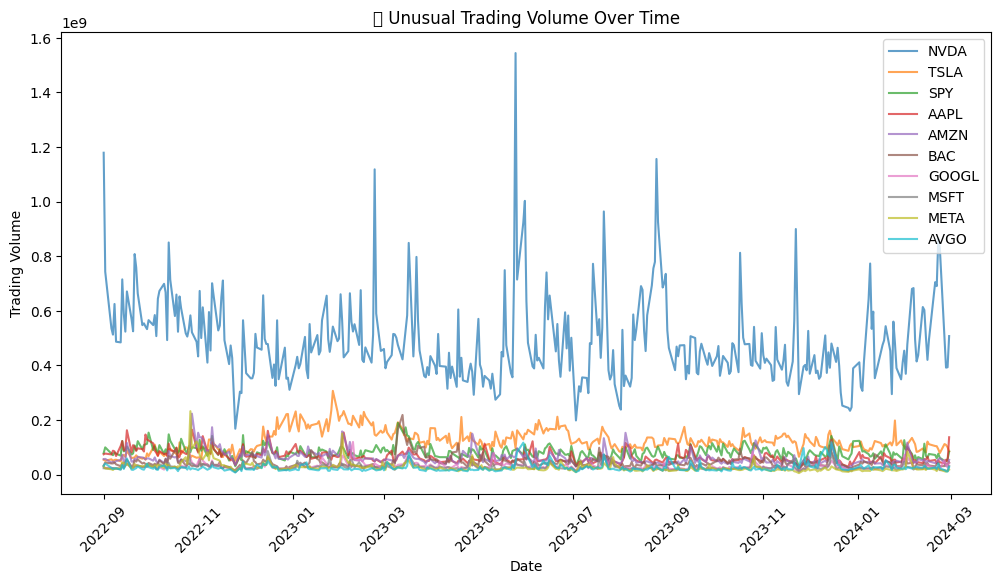 Unusual Trading Volume Over Time
1e9
1.6
1.4
1.2
1.0
0.8
0.6
0.4
0.2
0.0
Trading Volume
NVDA
TSLA
SPY
AAPL
AMZN
BAC
GOOGL
MSFT
META
AVGO
2022-09
2022-11
2023-01
2023-03
2023-05
2023-07
2023-09
2023-11
2024-01
2024-03
Date